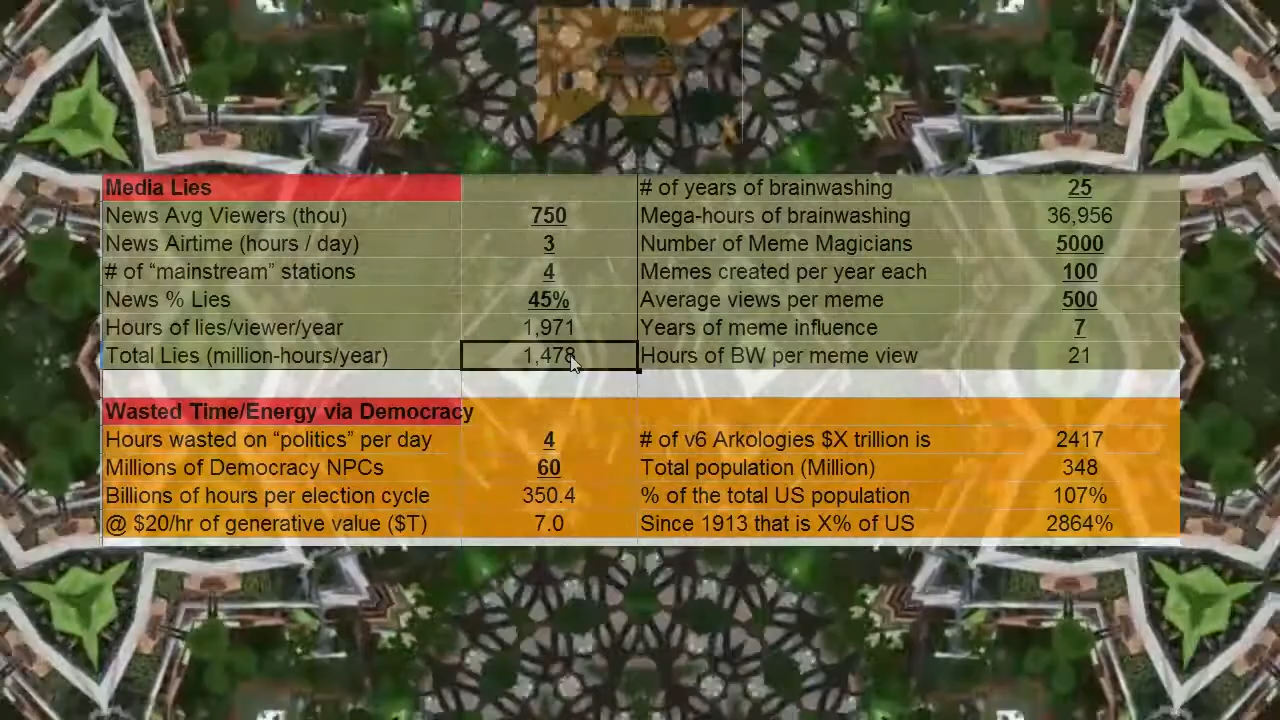 Media Lies # of years of brainwashing 25
News Avg Viewers (thou) 750 Mega-hours of brainwashing 36,956
News Airtime (hours / day) 3 Number of Meme Magicians 5000
# of “mainstream” stations 4 Memes created per year each 100
News % Lies 45% Average views per meme 500
Hours of lies/viewer/year 1,971 Years of meme influence 7
Total Lies (million-hours/year) 1,478 Hours of BW per meme view 21
Wasted Time/Energy via Democracy
Hours wasted on “politics” per day 4 # of v6 Arkologies $X trillion is 2417
Millions of Democracy NPCs 60 Total population (Million) 348
Billions of hours per election cycle 350.4 % of the total US population 107%
@ $20/hr of generative value ($T) 7.0 Since 1913 that is X% of US 2864%